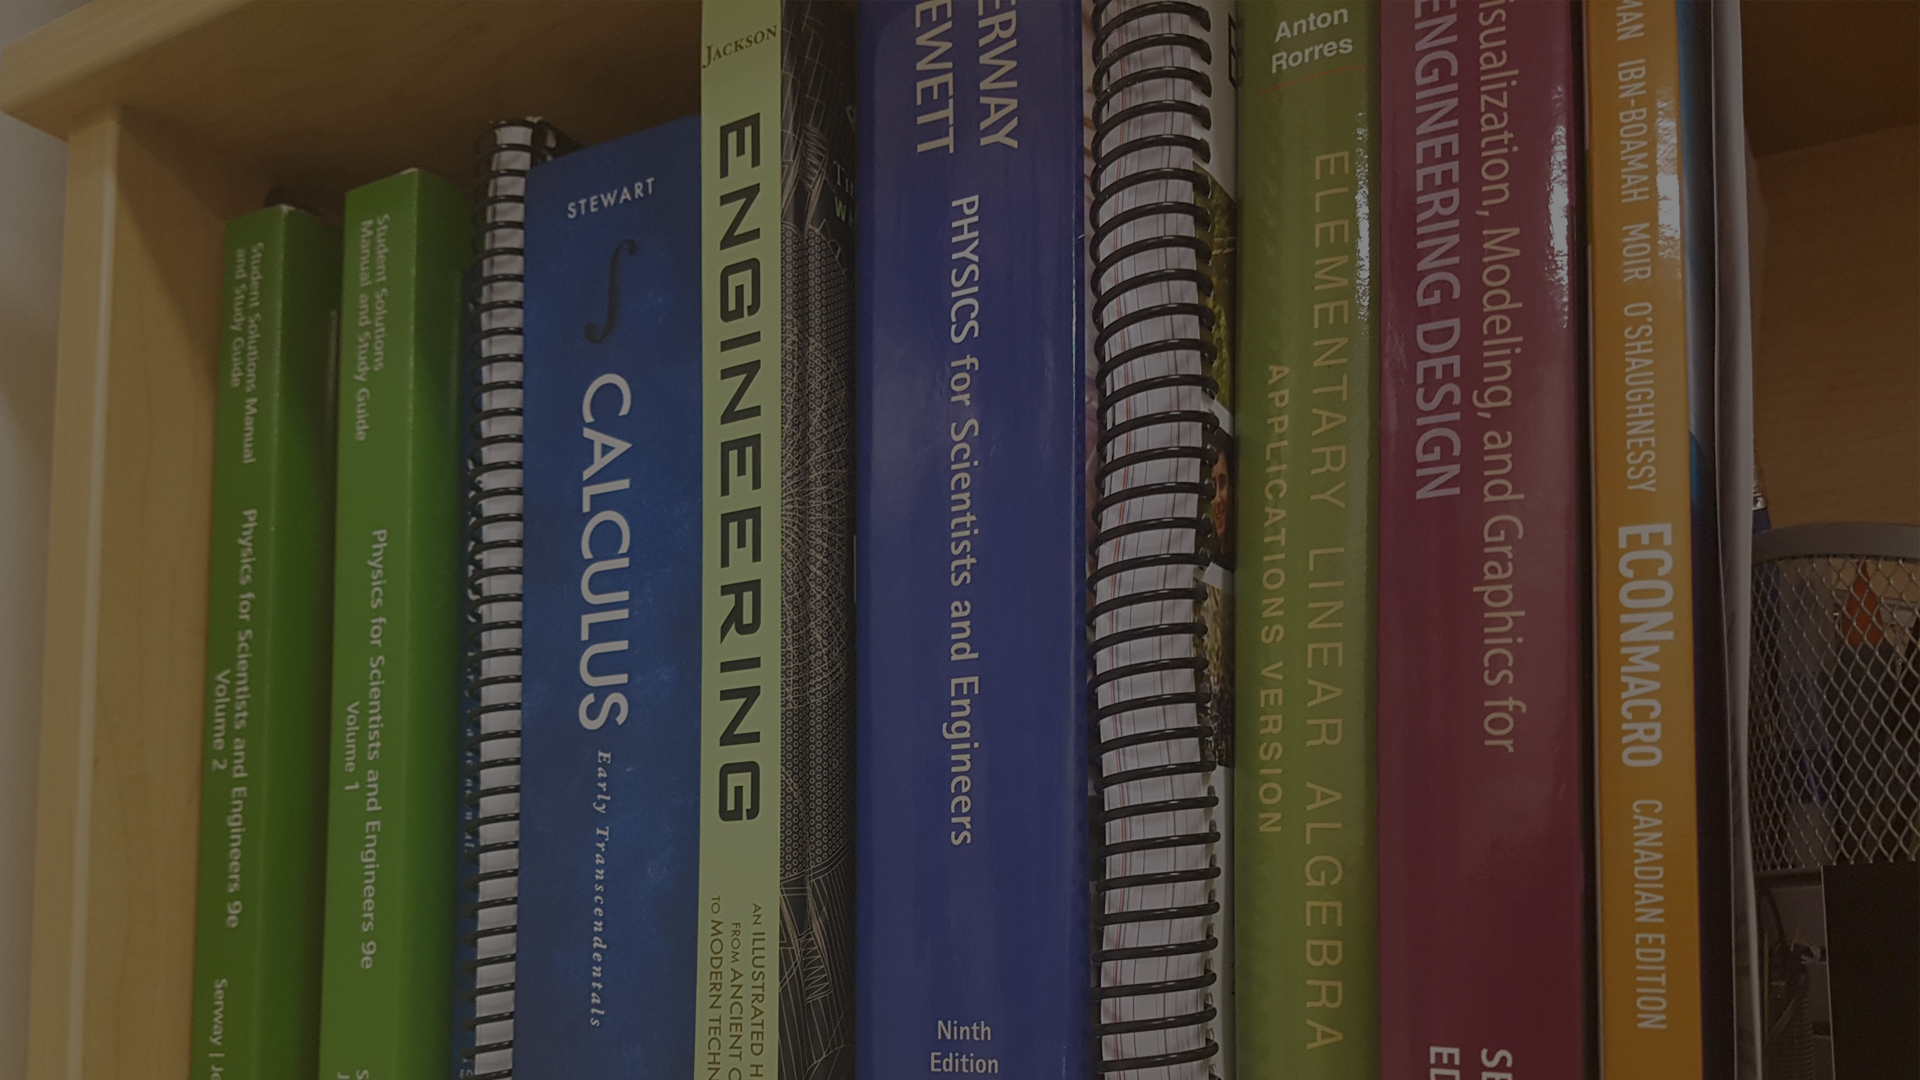 Student Solutions Manual
and Study Guide
Physics for Scientists and Engineers 9e
Volume 2
Serway |
Student Solutions
Manual and Study Guide
Physics for Scientists and Engineers 9e
Volume 1
STEWART
∫
CALCULUS
Early Transcendentals
JACKSON
ENGINEERING
AN ILLUSTRATED
FROM ANCIENT
TO MODERN
ERWAY
EWETT
PHYSICS for Scientists and Engineers
Ninth
Edition
Anton
Rorres
ELEMENTARY LINEAR ALGEBRA
APPLICATIONS VERSION
isualization, Modeling, and Graphics for
ENGINEERING DESIGN
MAN IBN-BOAMAH MOIR O'SHAUGHNESSY
ECONMACRO
CANADIAN EDITION